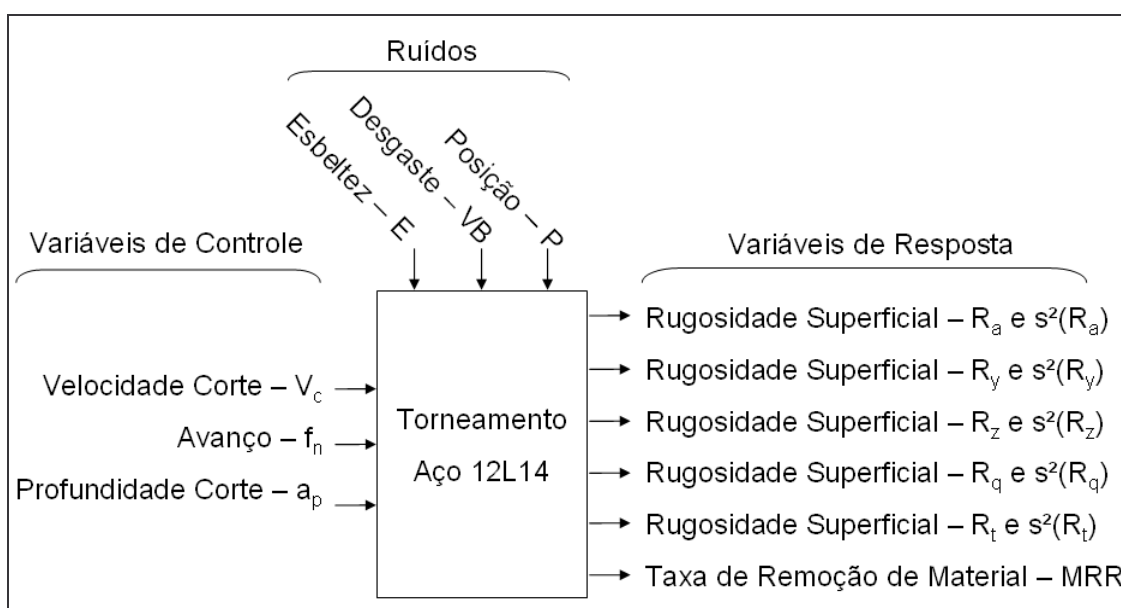 Ruídos
Esbeltez – E
Desgaste – VB
Posição – P
Variáveis de Controle
Velocidade Corte – Vc
Avanço – fn
Profundidade Corte – ap
Torneamento
Aço 12L14
Variáveis de Resposta
Rugosidade Superficial – Ra e s²(Ra)
Rugosidade Superficial – Ry e s²(Ry)
Rugosidade Superficial – Rz e s²(Rz)
Rugosidade Superficial – Rq e s²(Rq)
Rugosidade Superficial – Rt e s²(Rt)
Taxa de Remoção de Material – MRR